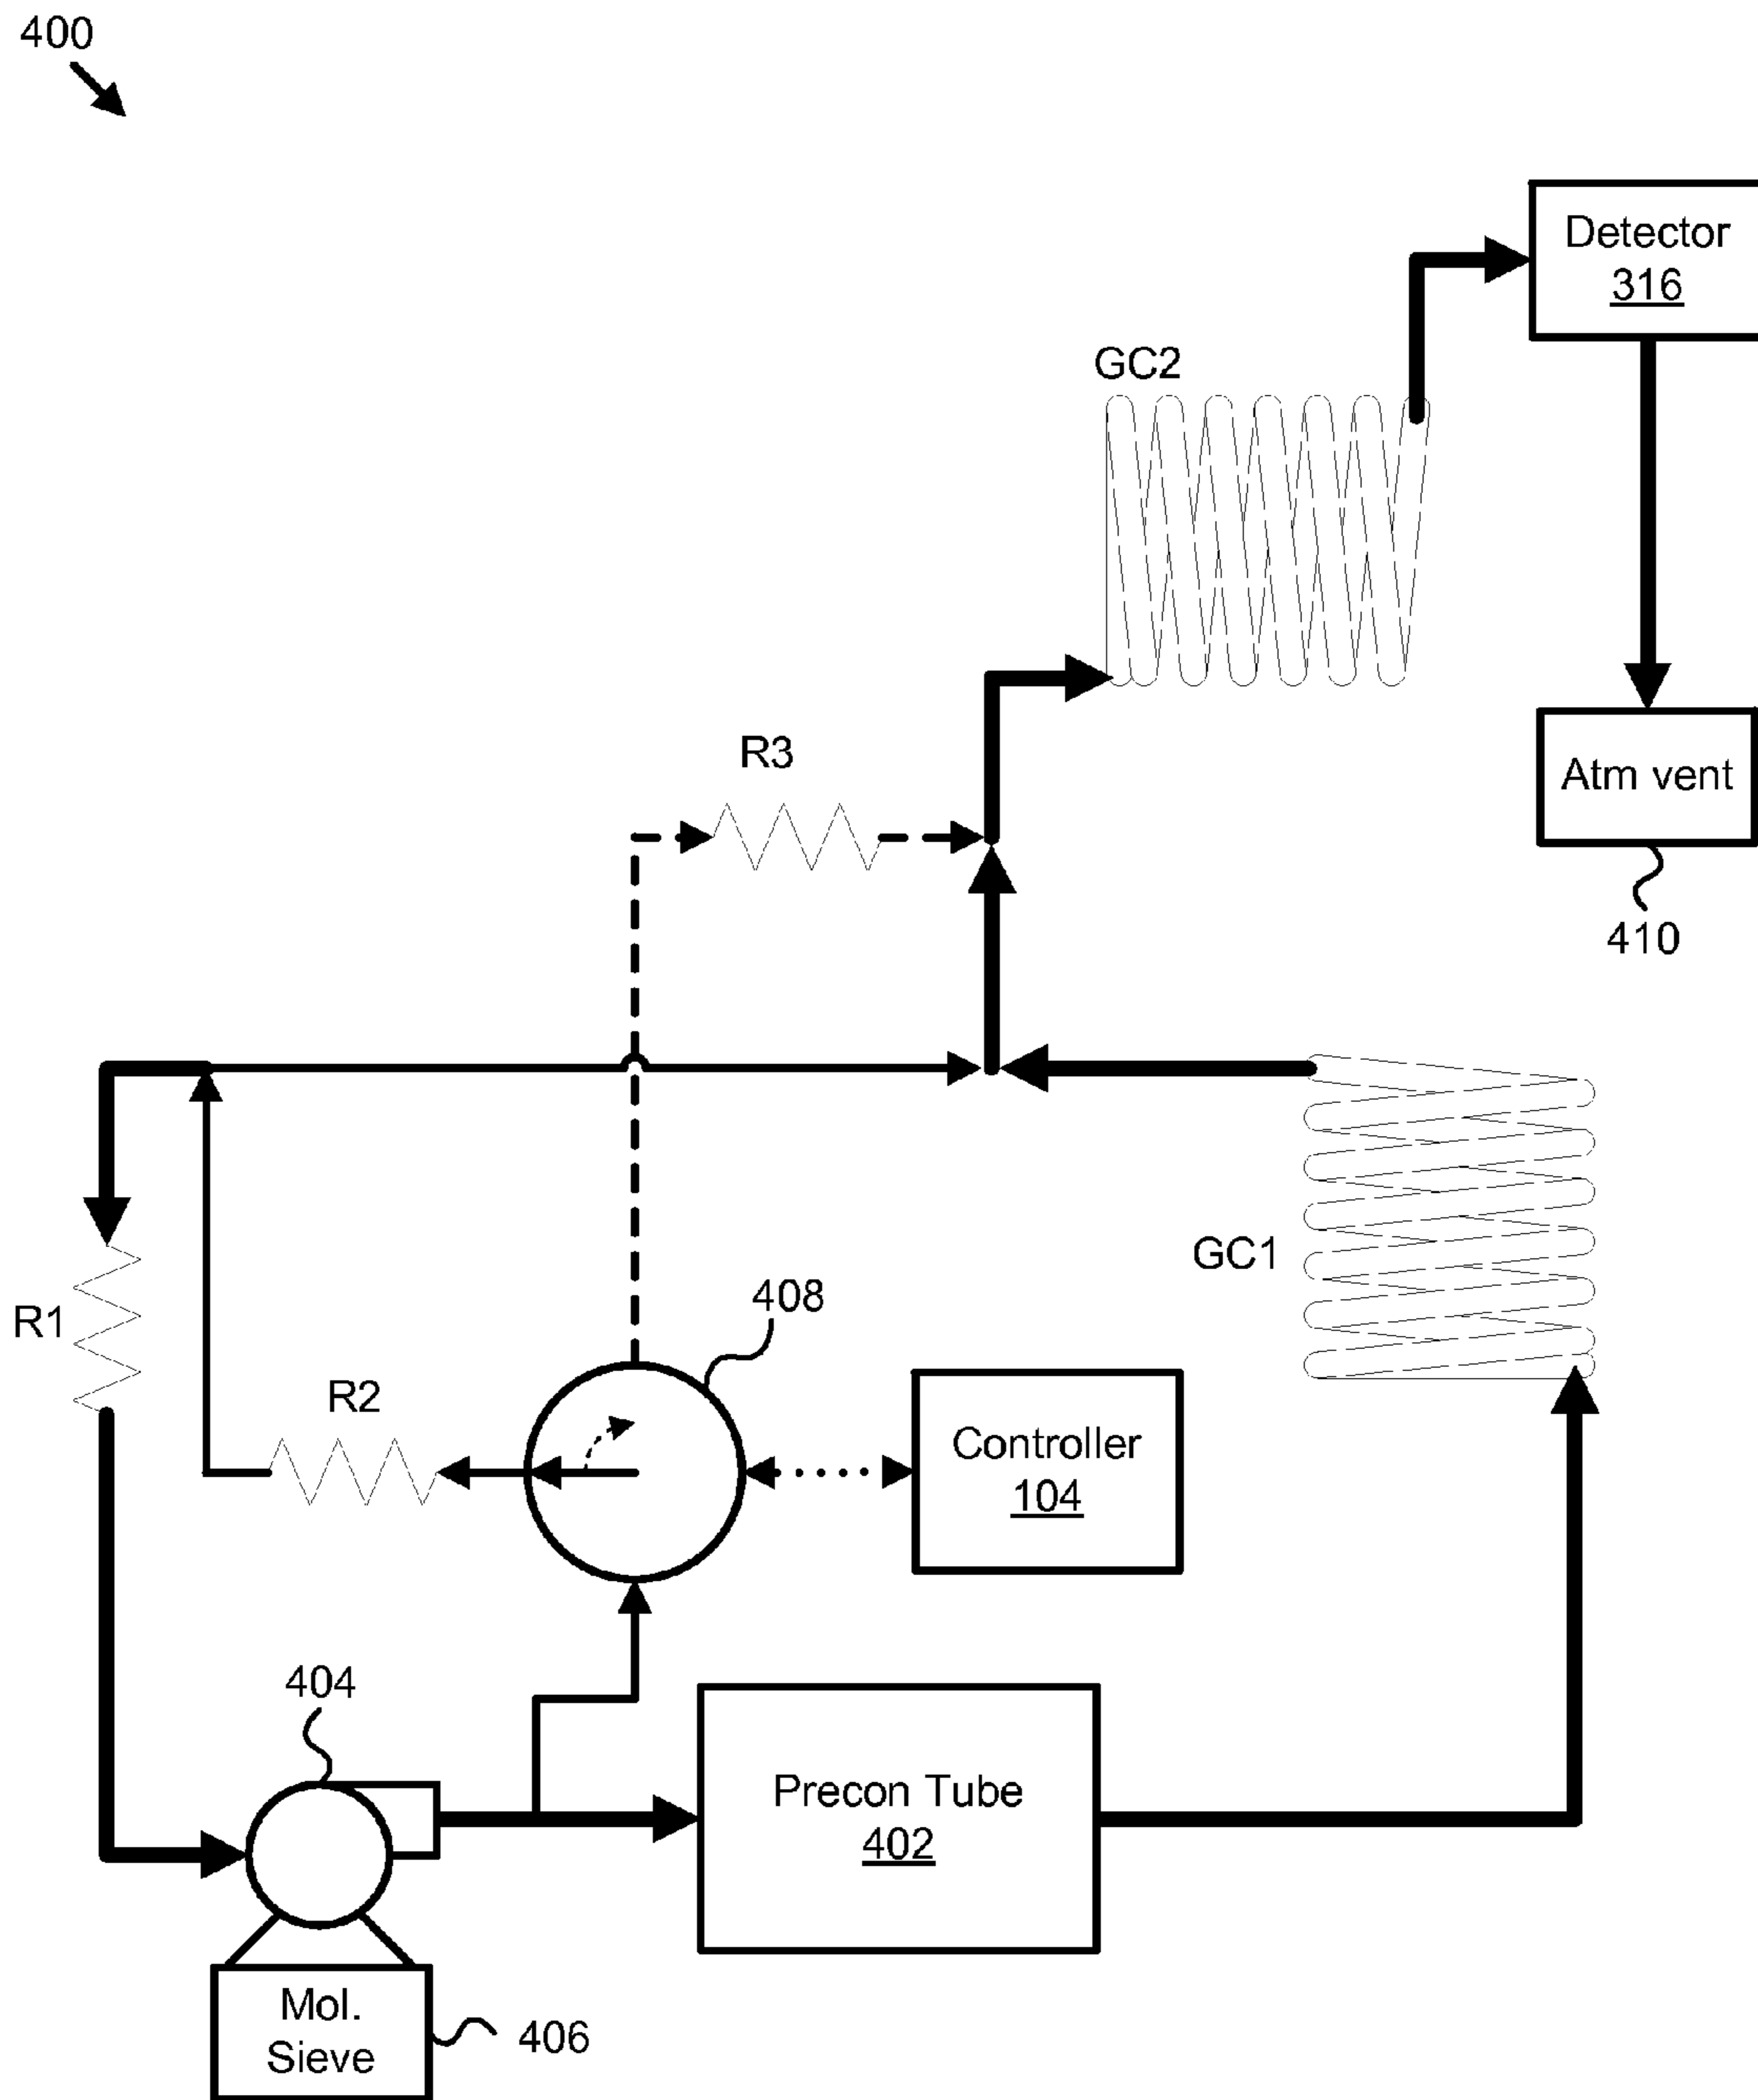 400
Detector
316
GC2
R3
Atm vent
410
GC1
408
R1
R2
Controller
104
404
Precon Tube
402
Mol.
Sieve
406